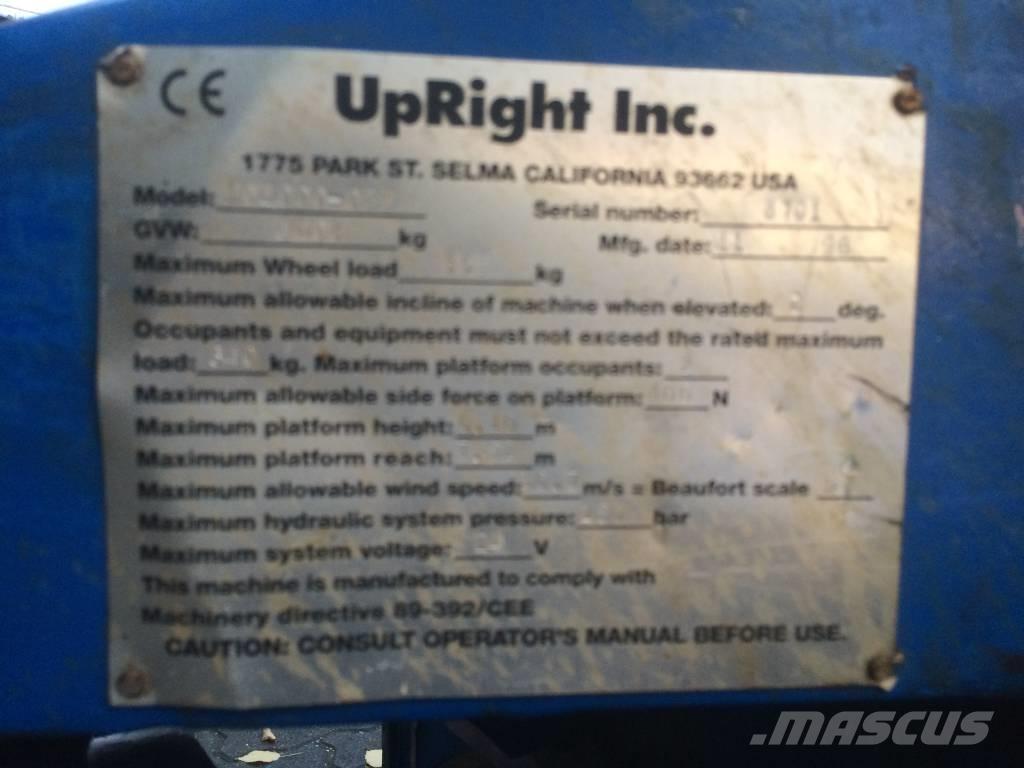 CE
UpRight Inc.
1775 PARK ST. SELMA CALIFORNIA 93662 USA
Model: Serial number: 8701
GVW: kg Mfg. date: 11 96
Maximum Wheel load kg
Maximum allowable incline of machine when elevated: deg.
Occupants and equipment must not exceed the rated maximum
load: kg. Maximum platform occupants:
Maximum allowable side force on platform: N
Maximum platform height: m
Maximum platform reach: m
Maximum allowable wind speed: m/s = Beaufort scale
Maximum hydraulic system pressure: bar
Maximum system voltage: V
This machine is manufactured to comply with
Machinery directive 89-392/CEE
CAUTION: CONSULT OPERATOR'S MANUAL BEFORE USE.
.MASCUS